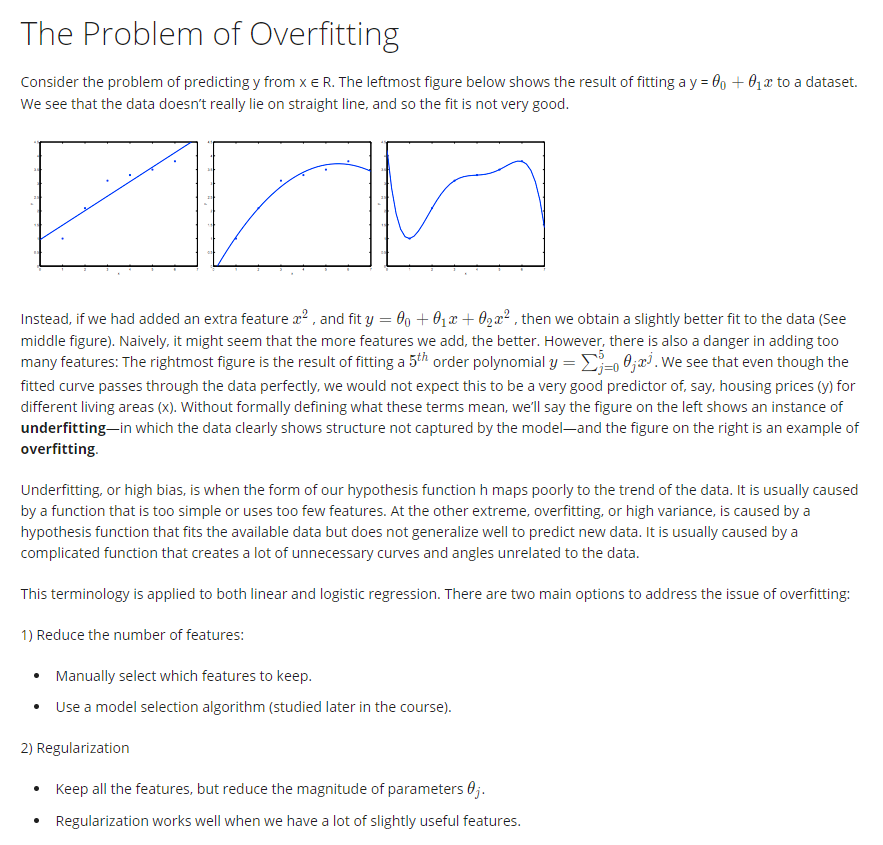 The Problem of Overfitting
Consider the problem of predicting y from x ∈ R. The leftmost figure below shows the result of fitting a y = θ₀ + θ₁x to a dataset.
We see that the data doesn’t really lie on straight line, and so the fit is not very good.
Instead, if we had added an extra feature x² , and fit y = θ₀ + θ₁x + θ₂x² , then we obtain a slightly better fit to the data (See
middle figure). Naively, it might seem that the more features we add, the better. However, there is also a danger in adding too
many features: The rightmost figure is the result of fitting a 5ᵗʰ order polynomial y = ∑⁵ⱼ₌₀ θⱼxʲ. We see that even though the
fitted curve passes through the data perfectly, we would not expect this to be a very good predictor of, say, housing prices (y) for
different living areas (x). Without formally defining what these terms mean, we’ll say the figure on the left shows an instance of
underfitting—in which the data clearly shows structure not captured by the model—and the figure on the right is an example of
overfitting.
Underfitting, or high bias, is when the form of our hypothesis function h maps poorly to the trend of the data. It is usually caused
by a function that is too simple or uses too few features. At the other extreme, overfitting, or high variance, is caused by a
hypothesis function that fits the available data but does not generalize well to predict new data. It is usually caused by a
complicated function that creates a lot of unnecessary curves and angles unrelated to the data.
This terminology is applied to both linear and logistic regression. There are two main options to address the issue of overfitting:
1) Reduce the number of features:
• Manually select which features to keep.
• Use a model selection algorithm (studied later in the course).
2) Regularization
• Keep all the features, but reduce the magnitude of parameters θⱼ.
• Regularization works well when we have a lot of slightly useful features.